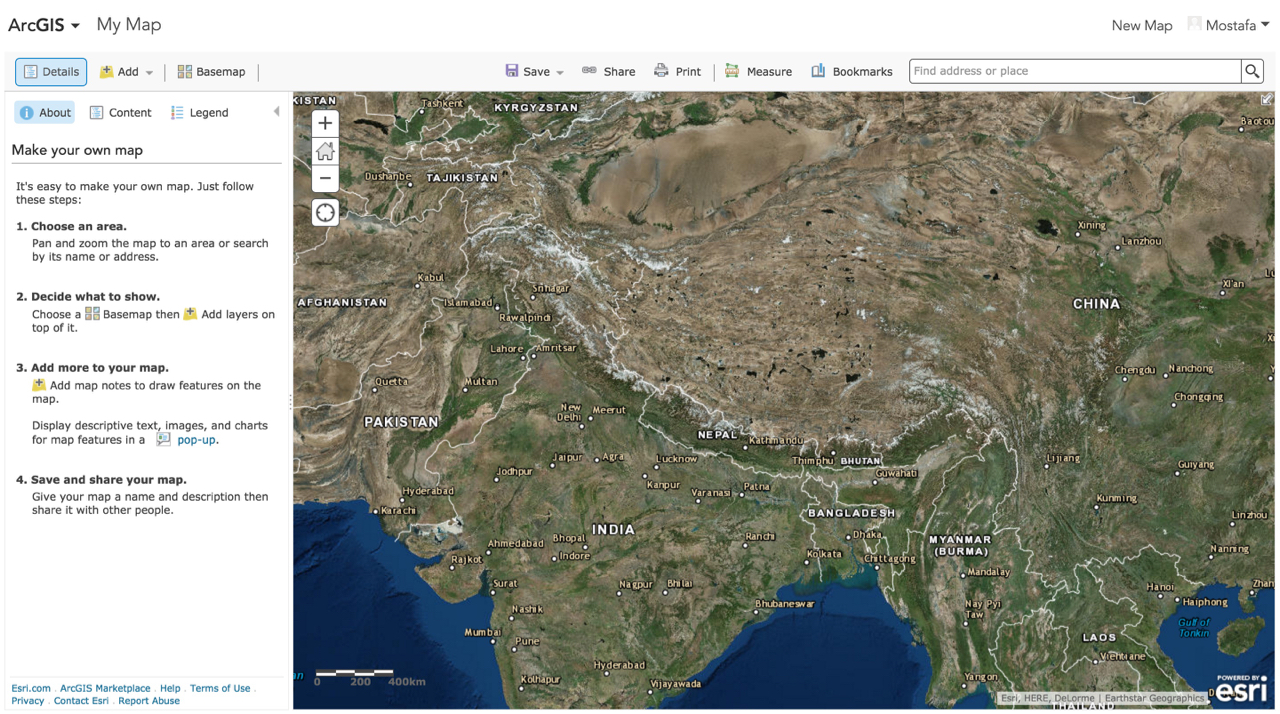 ArcGIS My Map
New Map Mostafa
Details Add Basemap Save Share Print Measure Bookmarks Find address or place
About Content Legend
Make your own map
It's easy to make your own map. Just follow
these steps:
1. Choose an area.
Pan and zoom the map to an area or search
by its name or address.
2. Decide what to show.
Choose a Basemap then Add layers on
top of it.
3. Add more to your map.
Add map notes to draw features on the
map.
Display descriptive text, images, and charts
for map features in a pop-up.
4. Save and share your map.
Give your map a name and description then
share it with other people.
Esri.com . ArcGIS Marketplace . Help . Terms of Use .
Privacy . Contact Esri . Report Abuse
KISTAN
Tashkent
KYRGYZSTAN
Baotou
+
−
Dushanbe
TAJIKISTAN
Xining
Lanzhou
Kabul
Srinagar
Xi'an
AFGHANISTAN
Islamabad
CHINA
Rawalpindi
Lahore
Amritsar
Quetta
Multan
Chengdu
Nanchong
Chongqing
New
Delhi
Meerut
PAKISTAN
NEPAL
Kathmandu
Jaipur
Agra
Lucknow
Thimphu
BHUTAN
Lijiang
Guiyang
Jodhpur
Guwahati
Kanpur
Varanasi
Patna
Hyderabad
Kunming
Karachi
BANGLADESH
Linzhou
INDIA
Ranchi
Dhaka
MYANMAR
(BURMA)
Ahmedabad
Bhopal
Indore
Kolkata
Chittagong
Nanning
Rajkot
Mandalay
Surat
Nagpur
Bhilai
Hanoi
Zhan
Haiphong
Nashik
Bhubaneswar
Nay Pyi
Taw
Gulf of
Tonkin
Mumbai
Pune
LAOS
Vientiane
Hyderabad
an
0 200 400km
Kolhapur
Vijayawada
Yangon
Esri, HERE, DeLorme | Earthstar Geographics
THAILAND
POWERED BY
esri